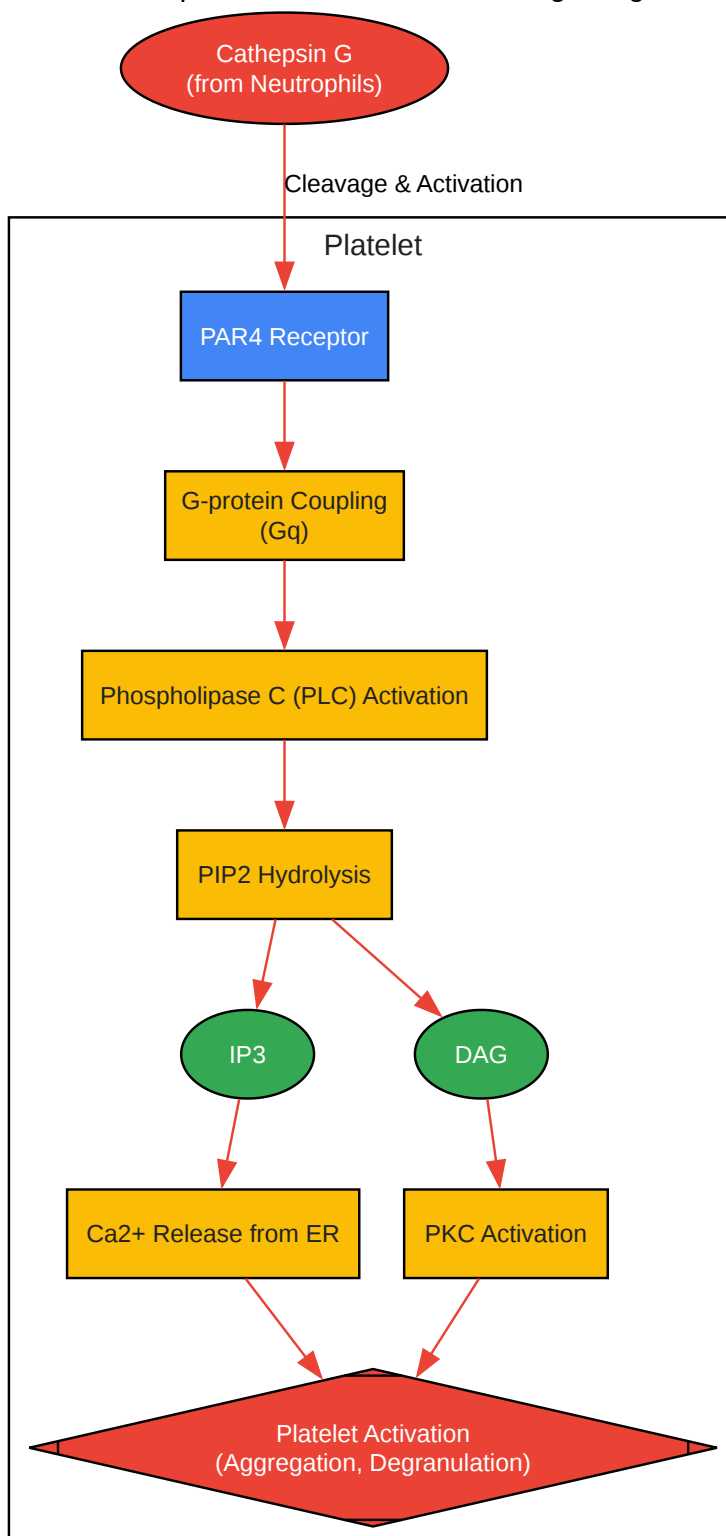 Cathepsin G
(from Neutrophils)
Cleavage & Activation
Platelet
PAR4 Receptor
G-protein Coupling
(Gq)
Phospholipase C (PLC) Activation
PIP2 Hydrolysis
IP3
DAG
Ca2+ Release from ER
PKC Activation
Platelet Activation
(Aggregation, Degranulation)